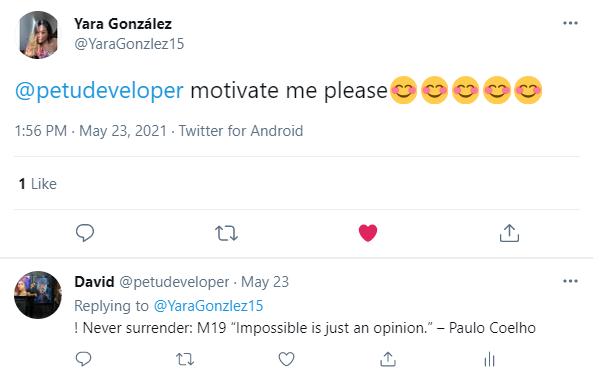 Yara González
@YaraGonzlez15
@petudeveloper motivate me please😊😊😊😊😊
1:56 PM · May 23, 2021 · Twitter for Android
1 Like
David @petudeveloper · May 23
Replying to @YaraGonzlez15
! Never surrender: M19 “Impossible is just an opinion.” – Paulo Coelho